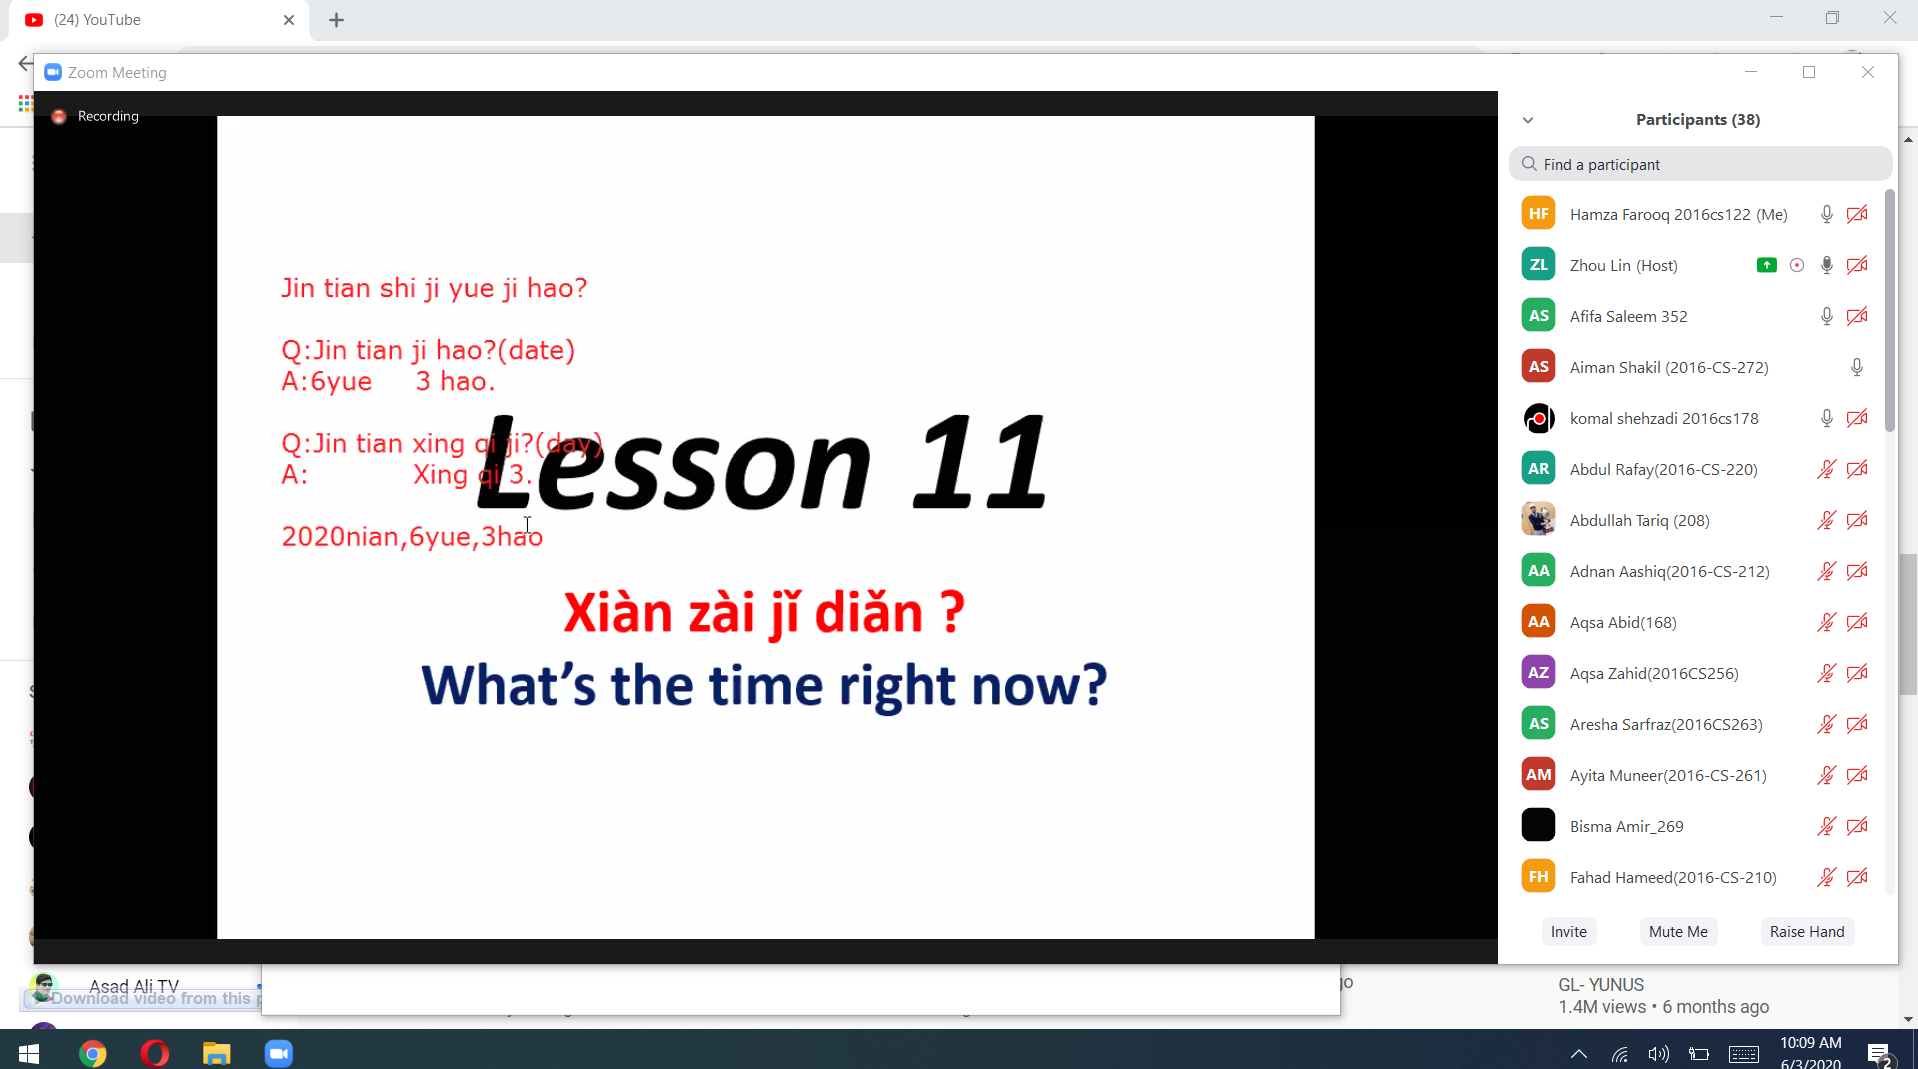 (24) YouTube
Zoom Meeting
Recording
Jin tian shi ji yue ji hao?
Q:Jin tian ji hao?(date)
A:6yue 3 hao.
Q:Jin tian xing qi ji?(day)
A: Xing qi 3.
2020nian,6yue,3hao
Lesson 11
Xiàn zài jǐ diǎn ?
What's the time right now?
Participants (38)
Find a participant
HF Hamza Farooq 2016cs122 (Me)
ZL Zhou Lin (Host)
AS Afifa Saleem 352
AS Aiman Shakil (2016-CS-272)
komal shehzadi 2016cs178
AR Abdul Rafay(2016-CS-220)
Abdullah Tariq (208)
AA Adnan Aashiq(2016-CS-212)
AA Aqsa Abid(168)
AZ Aqsa Zahid(2016CS256)
AS Aresha Sarfraz(2016CS263)
AM Ayita Muneer(2016-CS-261)
Bisma Amir_269
FH Fahad Hameed(2016-CS-210)
Invite Mute Me Raise Hand
Asad Ali TV
Download video from this
GL- YUNUS
1.4M views • 6 months ago
10:09 AM
6/3/2020
2